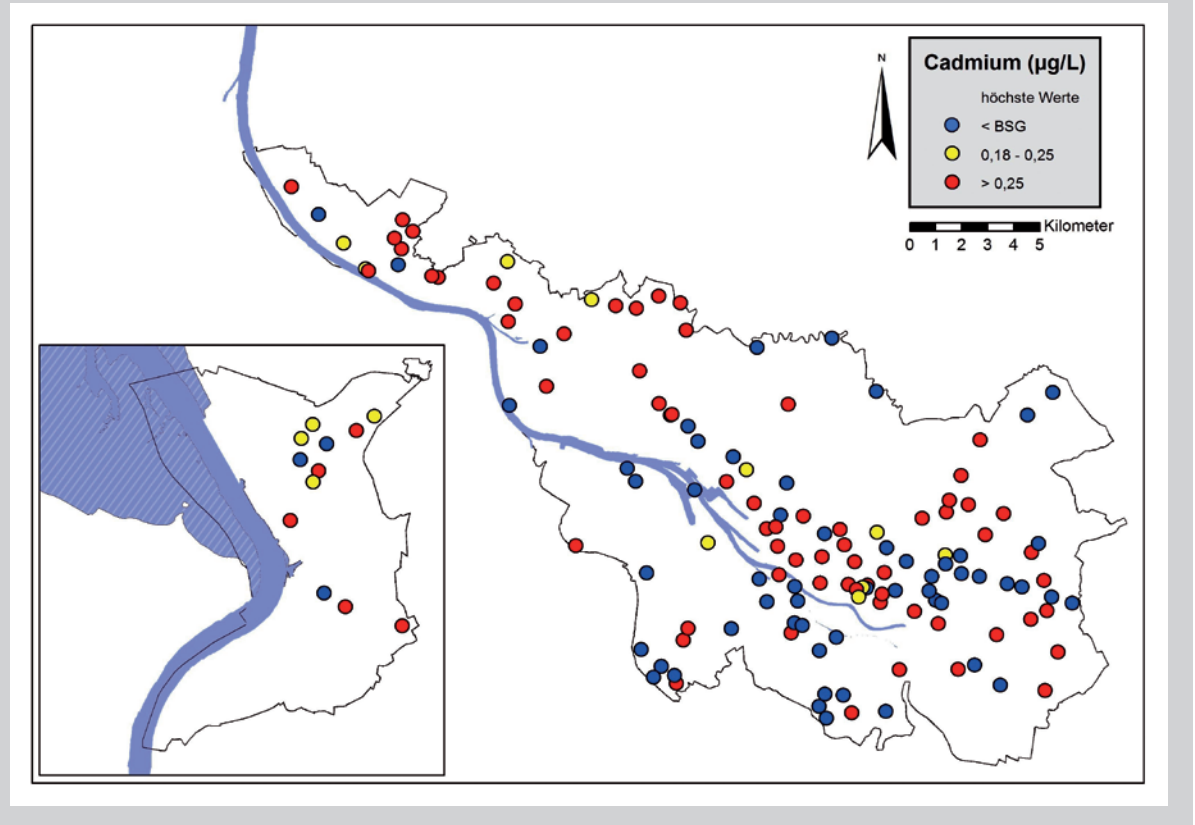 N
Cadmium (µg/L)
höchste Werte
< BSG
0,18 - 0,25
> 0,25
Kilometer
0 1 2 3 4 5